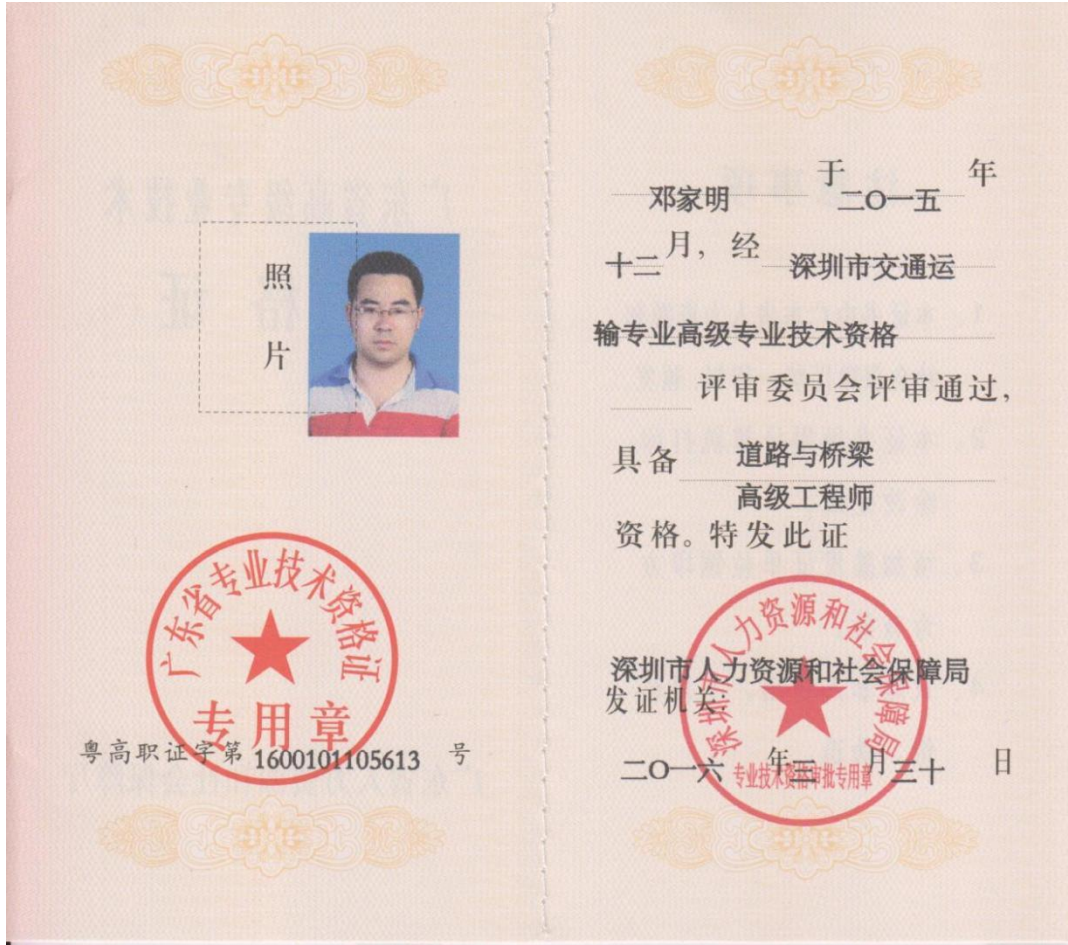 照
片
广东省专业技术资格证
专用章
粤高职证字第 1600101105613 号
邓家明 于 二〇一五 年
十二 月，经 深圳市交通运
输专业高级专业技术资格
评审委员会评审通过，
具备 道路与桥梁
高级工程师
资格。特发此证
深圳市人力资源和社会保障局
深圳市人力资源和社会保障局
发证机关：
二〇一六 年 三 月 三十 日
专业技术资格审批专用章